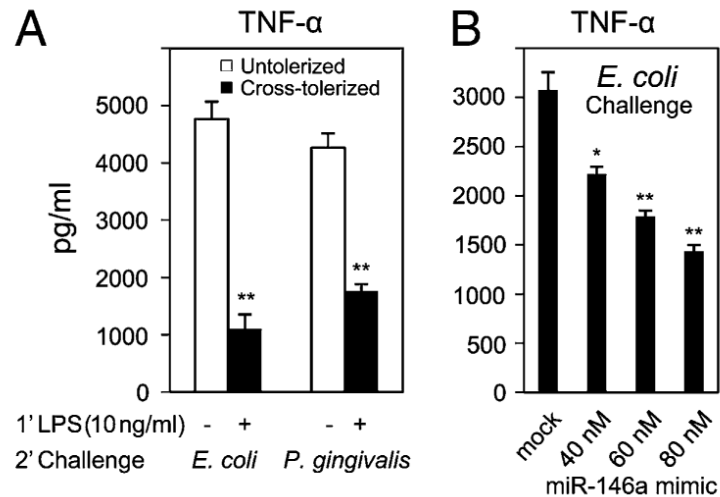 A
TNF-α
Untolerized
Cross-tolerized
pg/ml
5000
4000
3000
2000
1000
0
**
**
1' LPS(10 ng/ml) - + - +
2' Challenge E. coli P. gingivalis
B
TNF-α
E. coli
Challenge
3000
2500
2000
1500
1000
500
0
*
**
**
mock
40 nM
60 nM
80 nM
miR-146a mimic